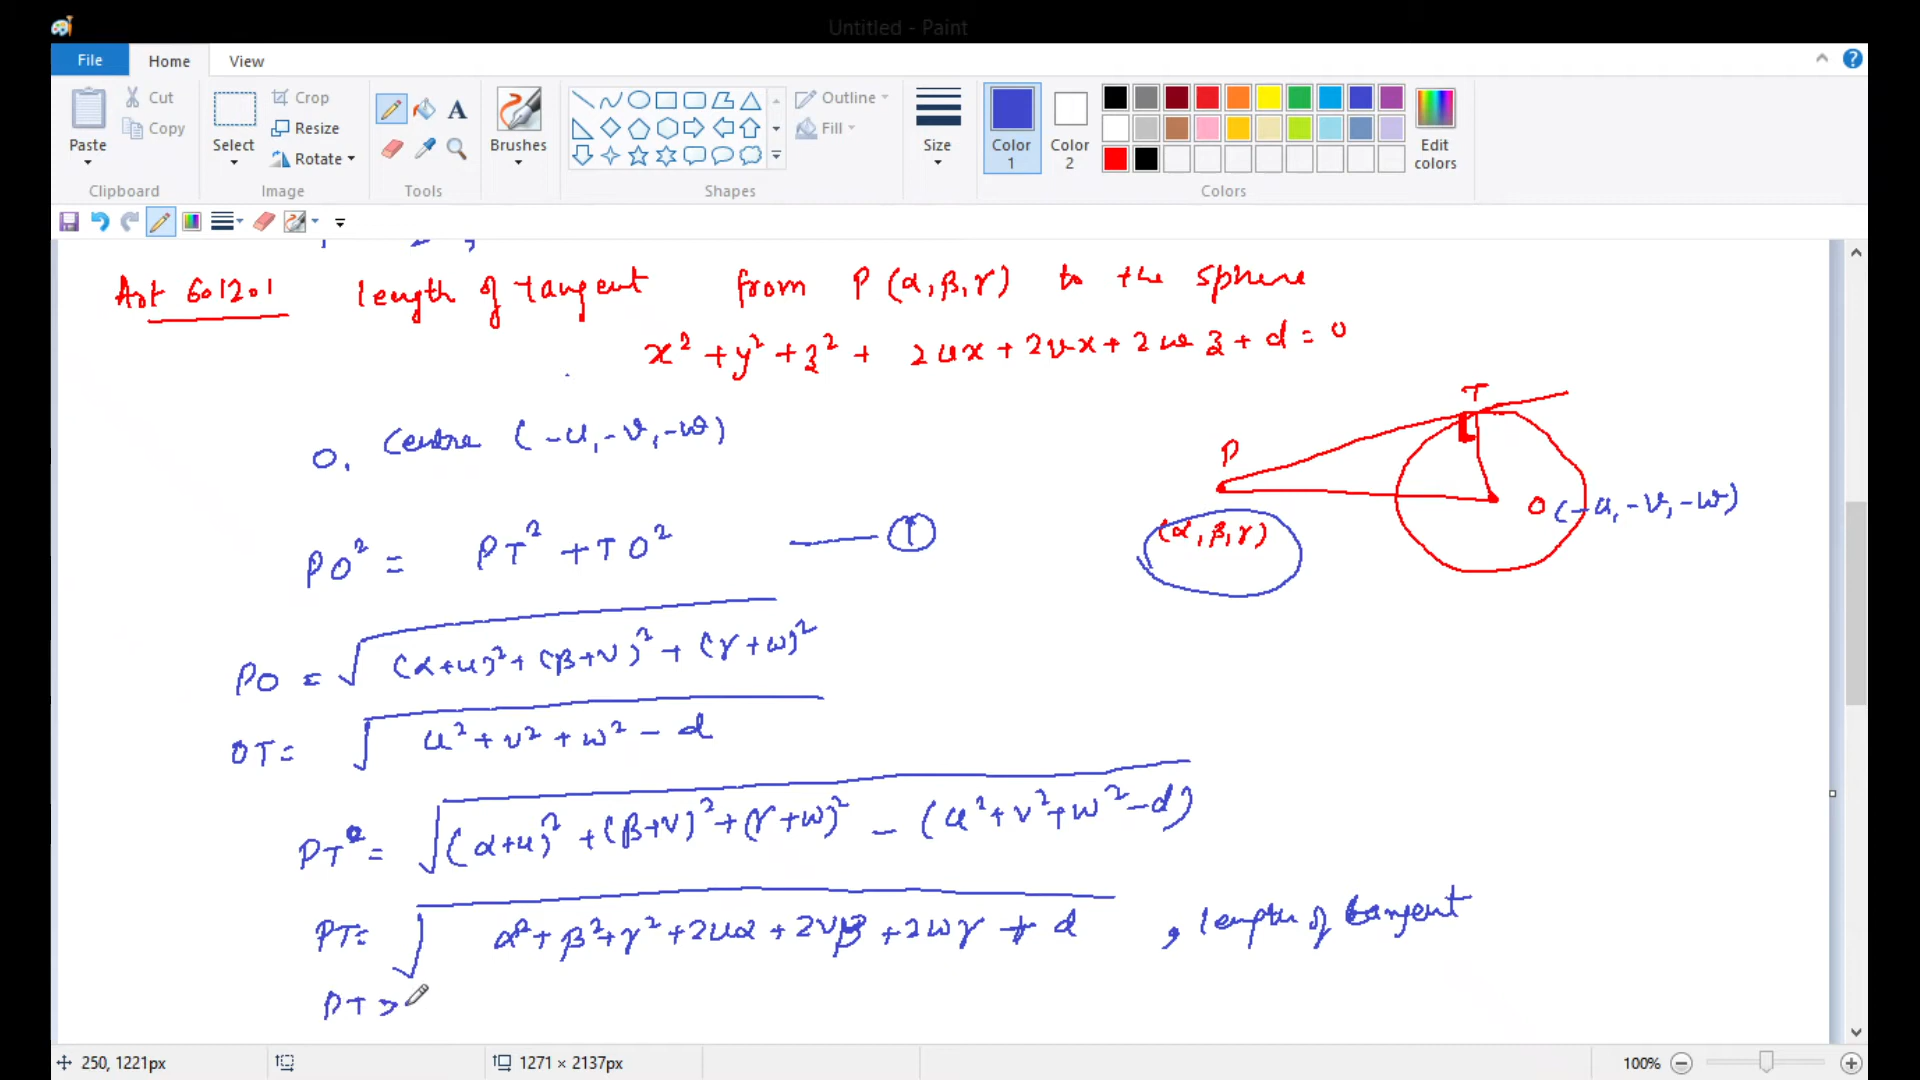 Untitled - Paint
File Home View
Paste Cut Copy Clipboard
Select Crop Resize Rotate Image
Tools
Brushes
Outline Fill Shapes
Size
Color 1 Color 2 Edit colors Colors
Art 6.12.1 length of tangent from P (α, β, γ) to the sphere
x² + y² + z² + 2ux + 2vx + 2wz + d = 0
O. Centre (-u, -v, -w)
T
P
(α, β, γ)
O (-u, -v, -w)
PO² = PT² + TO² —— ①
PO = √(α+u)² + (β+v)² + (γ+w)²
OT = √u² + v² + w² - d
PT² = √(α+u)² + (β+v)² + (γ+w)² - (u² + v² + w² - d)
PT = √α² + β² + γ² + 2uα + 2vβ + 2wγ + d , length of tangent
PT >
250, 1221px 1271 × 2137px 100%